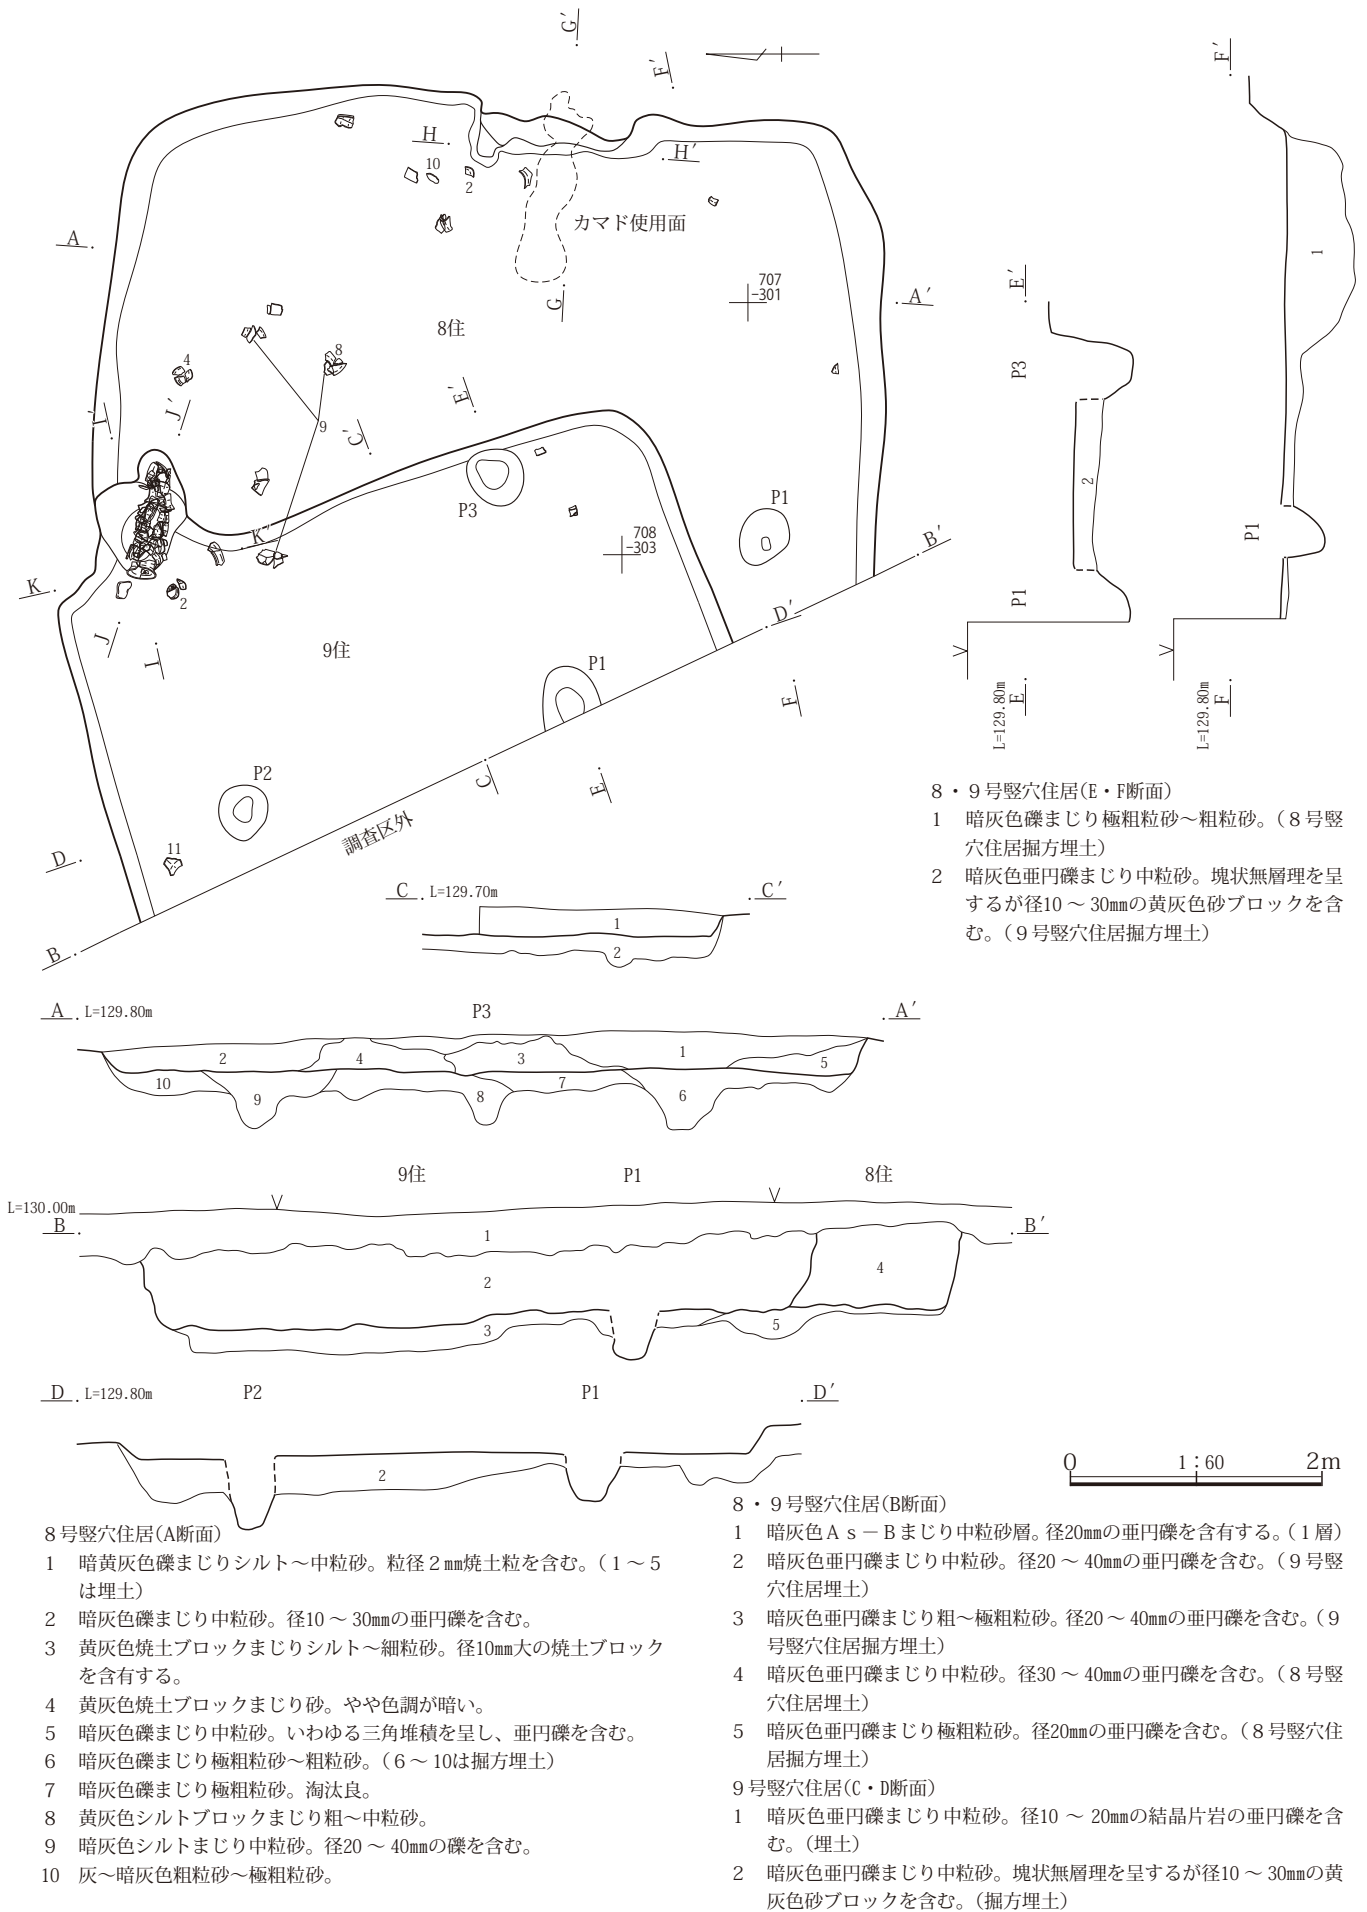 G′
F′
H
H′
10
2
カマド使用面
A
707
-301
G
A′
8住
8
4
E′
I′
J′
9
C′
P3
P1
K′
708
-303
B′
K
2
D′
J
I
9住
P1
F
P2
C
E
調査区外
11
D
B
F′
1
E′
P3
2
P1
P1
L=129.80m
E
L=129.80m
F
8・9号竪穴住居(E・F断面)
1 暗灰色礫まじり極粗粒砂～粗粒砂。(8号竪
穴住居掘方埋土)
2 暗灰色亜円礫まじり中粒砂。塊状無層理を呈
するが径10～30㎜の黄灰色砂ブロックを含
む。(9号竪穴住居掘方埋土)
C L=129.70m C′
1
2
A L=129.80m P3 A′
2 4 3 1 5
10 9 8 7 6
9住 P1 8住
L=130.00m
B B′
1
2 4
3 5
D L=129.80m P2 P1 D′
2
0 1：60 2m
8号竪穴住居(A断面)
1 暗黄灰色礫まじりシルト～中粒砂。粒径2㎜焼土粒を含む。(1～5
は埋土)
2 暗灰色礫まじり中粒砂。径10～30㎜の亜円礫を含む。
3 黄灰色焼土ブロックまじりシルト～細粒砂。径10㎜大の焼土ブロック
を含有する。
4 黄灰色焼土ブロックまじり砂。やや色調が暗い。
5 暗灰色礫まじり中粒砂。いわゆる三角堆積を呈し、亜円礫を含む。
6 暗灰色礫まじり極粗粒砂～粗粒砂。(6～10は掘方埋土)
7 暗灰色礫まじり極粗粒砂。淘汰良。
8 黄灰色シルトブロックまじり粗～中粒砂。
9 暗灰色シルトまじり中粒砂。径20～40㎜の礫を含む。
10 灰～暗灰色粗粒砂～極粗粒砂。
8・9号竪穴住居(B断面)
1 暗灰色As－Bまじり中粒砂層。径20㎜の亜円礫を含有する。(1層)
2 暗灰色亜円礫まじり中粒砂。径20～40㎜の亜円礫を含む。(9号竪
穴住居埋土)
3 暗灰色亜円礫まじり粗～極粗粒砂。径20～40㎜の亜円礫を含む。(9
号竪穴住居掘方埋土)
4 暗灰色亜円礫まじり中粒砂。径30～40㎜の亜円礫を含む。(8号竪
穴住居埋土)
5 暗灰色亜円礫まじり極粗粒砂。径20㎜の亜円礫を含む。(8号竪穴住
居掘方埋土)
9号竪穴住居(C・D断面)
1 暗灰色亜円礫まじり中粒砂。径10～20㎜の結晶片岩の亜円礫を含
む。(埋土)
2 暗灰色亜円礫まじり中粒砂。塊状無層理を呈するが径10～30㎜の黄
灰色砂ブロックを含む。(掘方埋土)